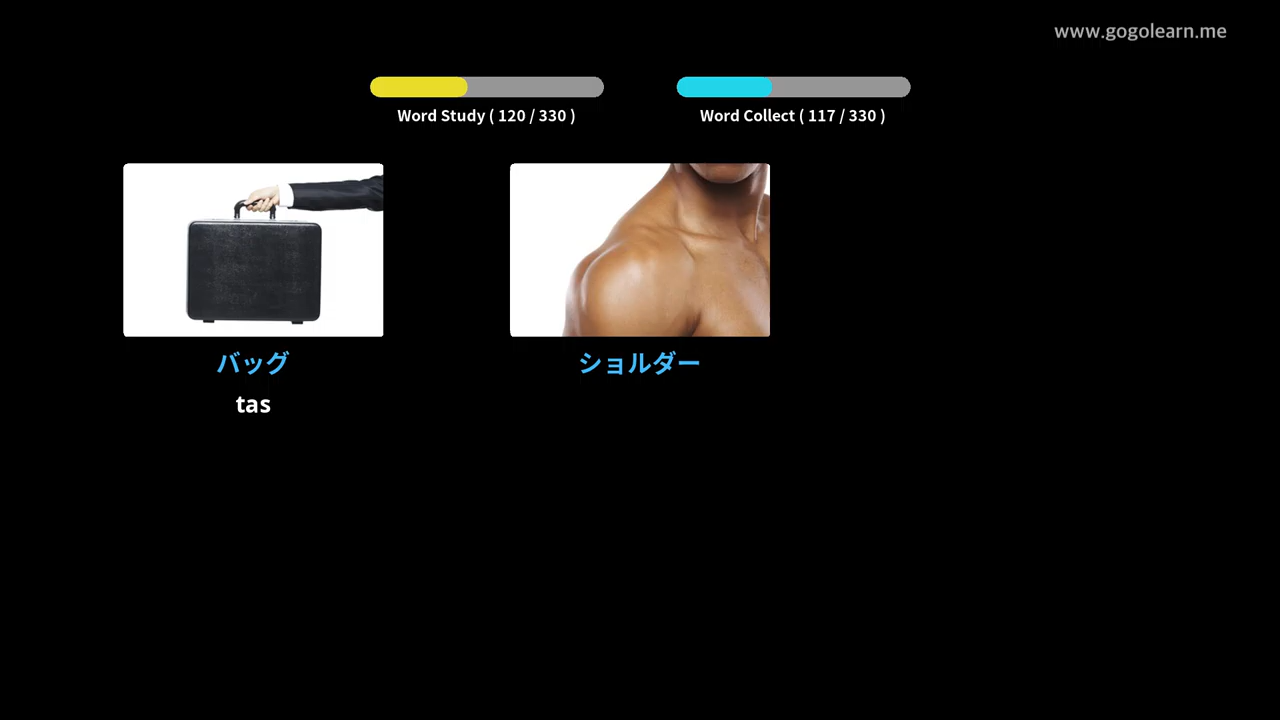 www.gogolearn.me
Word Study ( 120 / 330 )
Word Collect ( 117 / 330 )
バッグ
tas
ショルダー